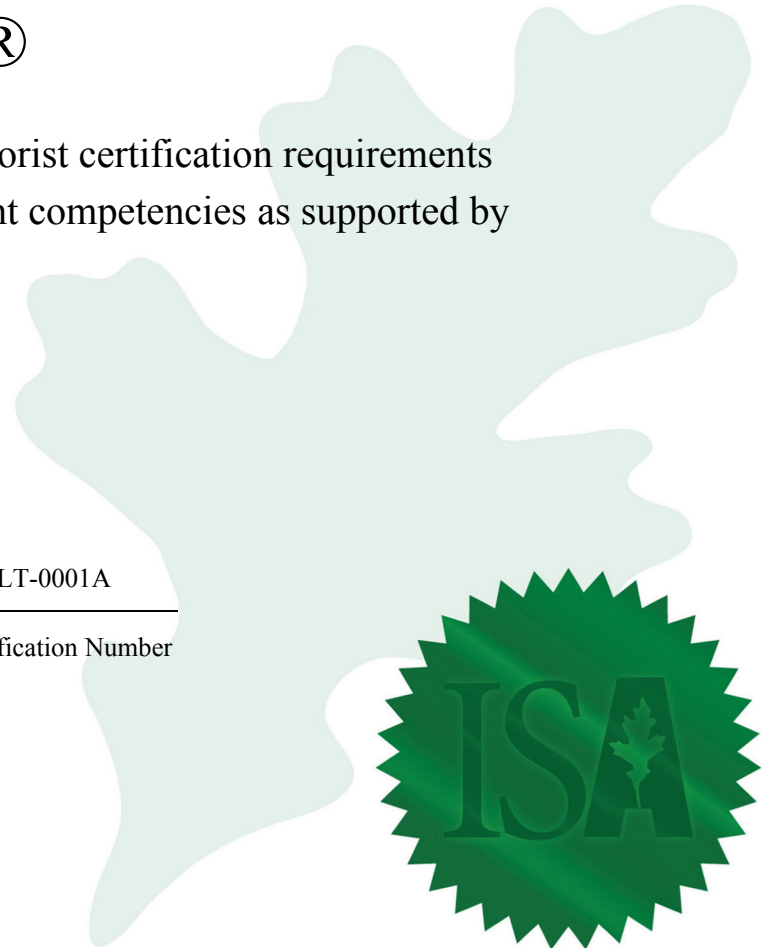 ®
orist certification requirements
nt competencies as supported by
LT-0001A
fication Number
ISA